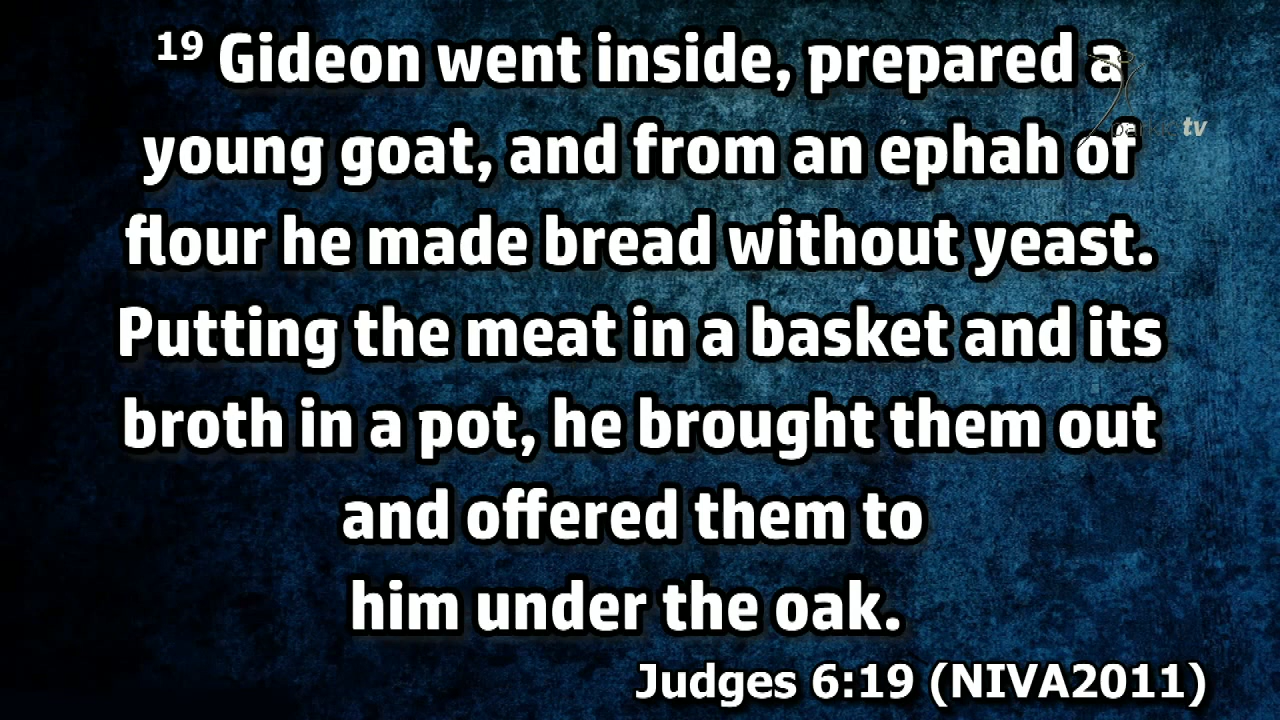 19 Gideon went inside, prepared a
young goat, and from an ephah of
flour he made bread without yeast.
Putting the meat in a basket and its
broth in a pot, he brought them out
and offered them to
him under the oak.
Judges 6:19 (NIVA2011)
tv